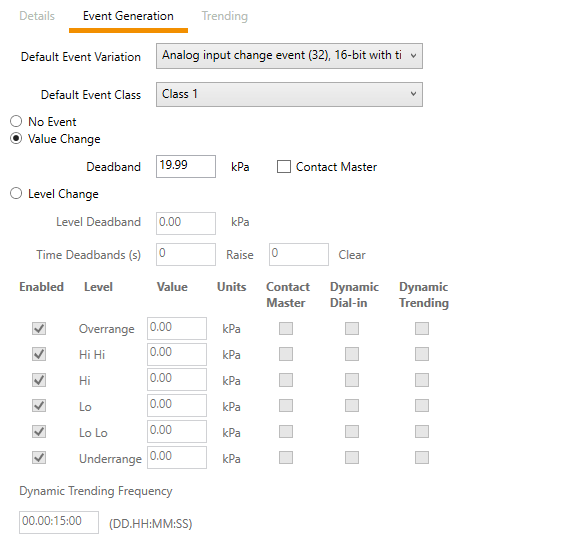 Details Event Generation Trending
Default Event Variation Analog input change event (32), 16-bit with ti
Default Event Class Class 1
No Event
Value Change
Deadband 19.99 kPa Contact Master
Level Change
Level Deadband 0.00 kPa
Time Deadbands (s) 0 Raise 0 Clear
Enabled Level Value Units Contact Master Dynamic Dial-in Dynamic Trending
Overrange 0.00 kPa
Hi Hi 0.00 kPa
Hi 0.00 kPa
Lo 0.00 kPa
Lo Lo 0.00 kPa
Underrange 0.00 kPa
Dynamic Trending Frequency
00.00:15:00 (DD.HH:MM:SS)